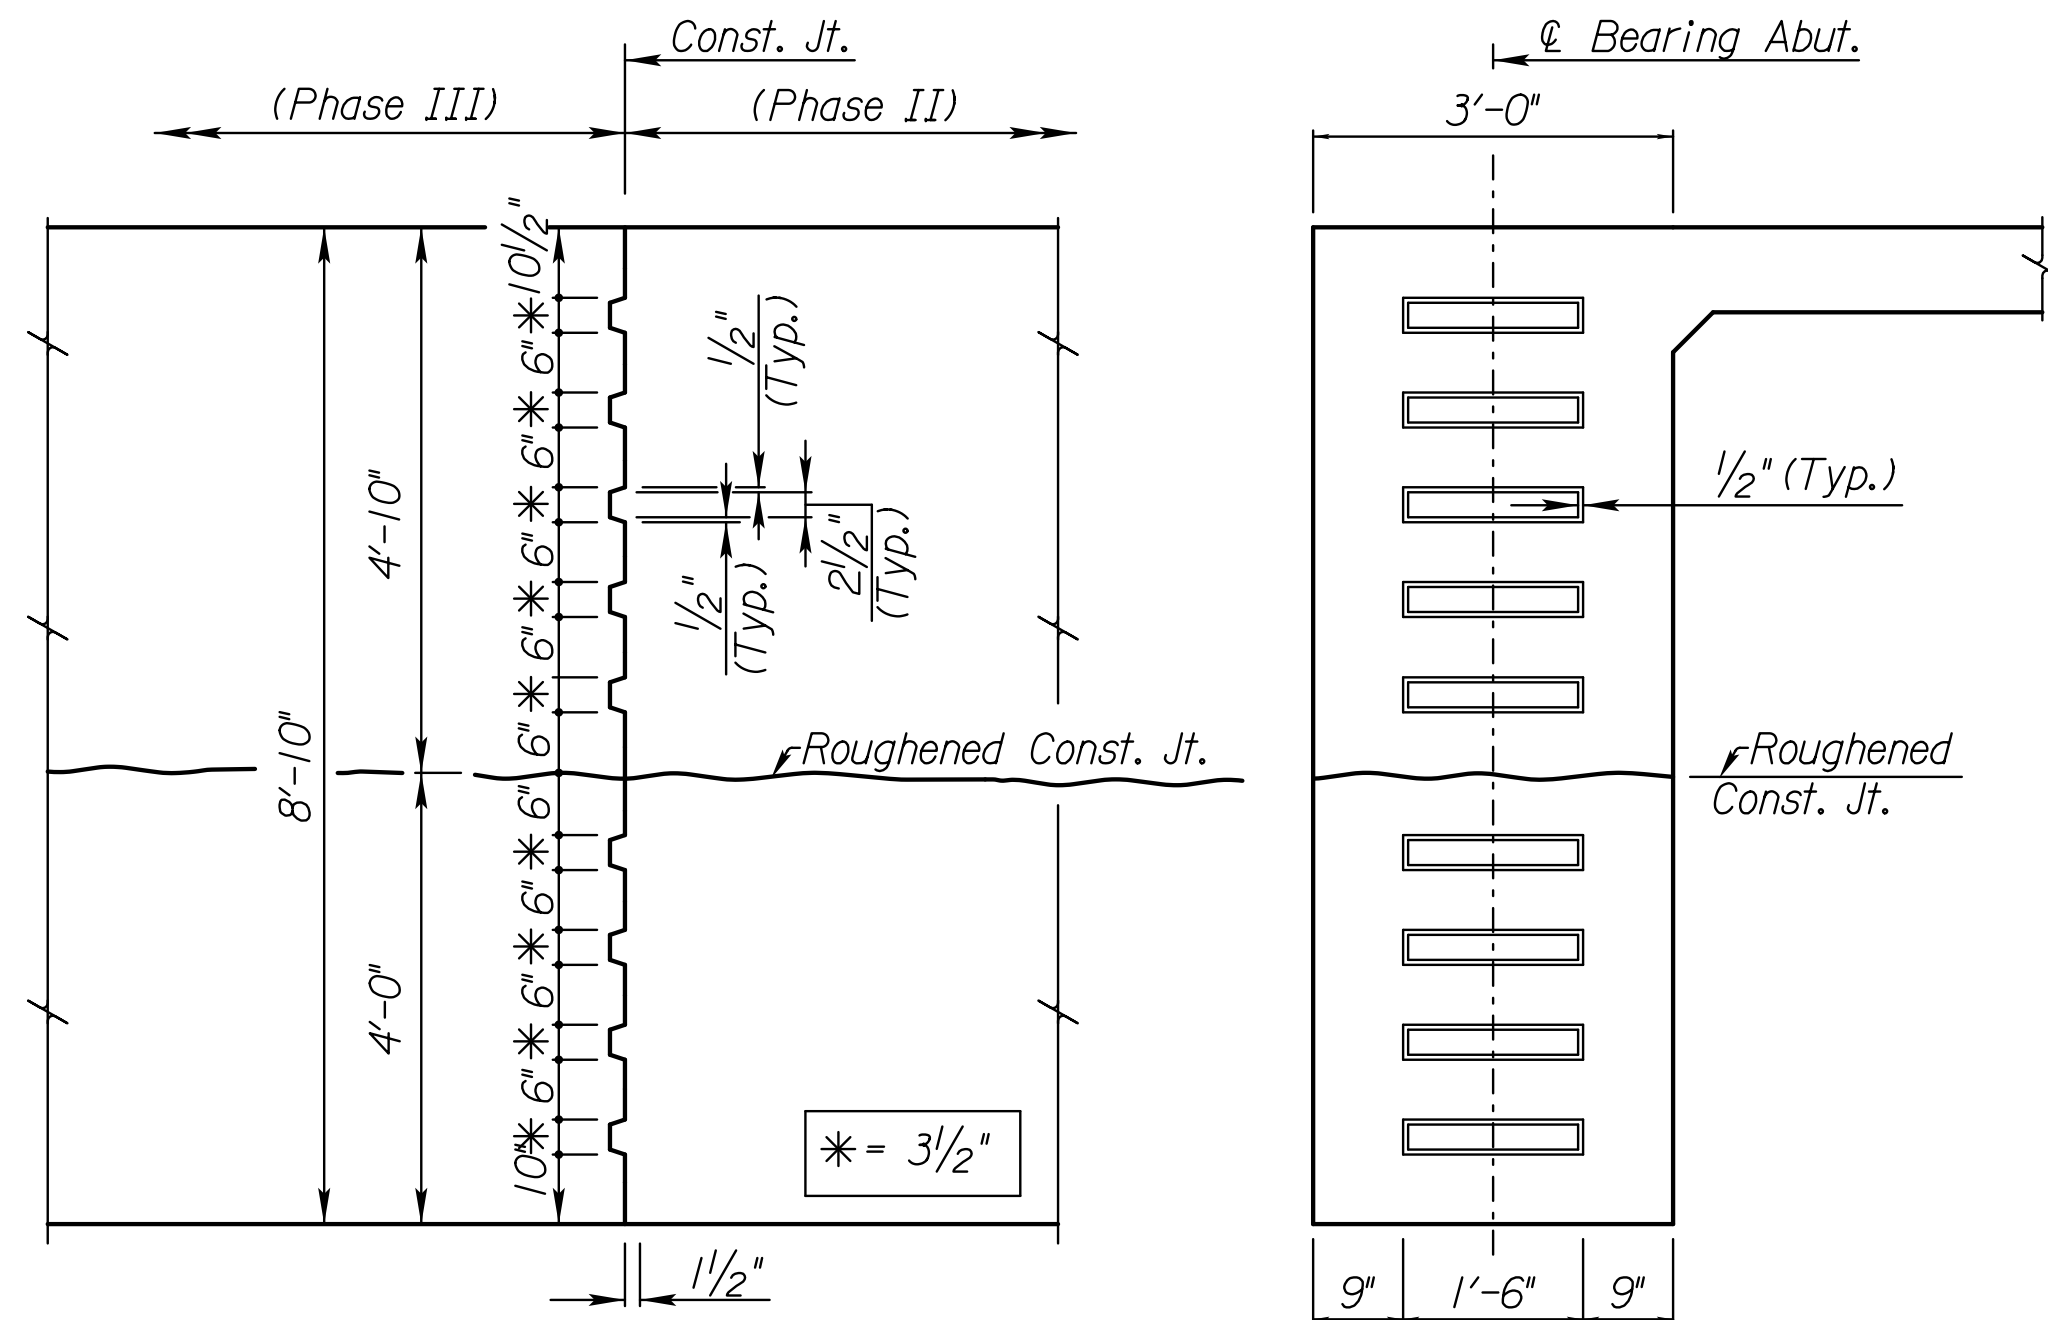 Const. Jt.
(Phase III)
(Phase II)
℄ Bearing Abut.
3'-0"
10½"
*
6"
*
6"
*
6"
*
6"
*
6"
6"
*
6"
*
6"
*
6"
*
10"
4'-10"
8'-10"
4'-0"
½"
(Typ.)
½"
(Typ.)
2½"
(Typ.)
½" (Typ.)
Roughened Const. Jt.
Roughened
Const. Jt.
* = 3½"
1½"
9"
1'-6"
9"